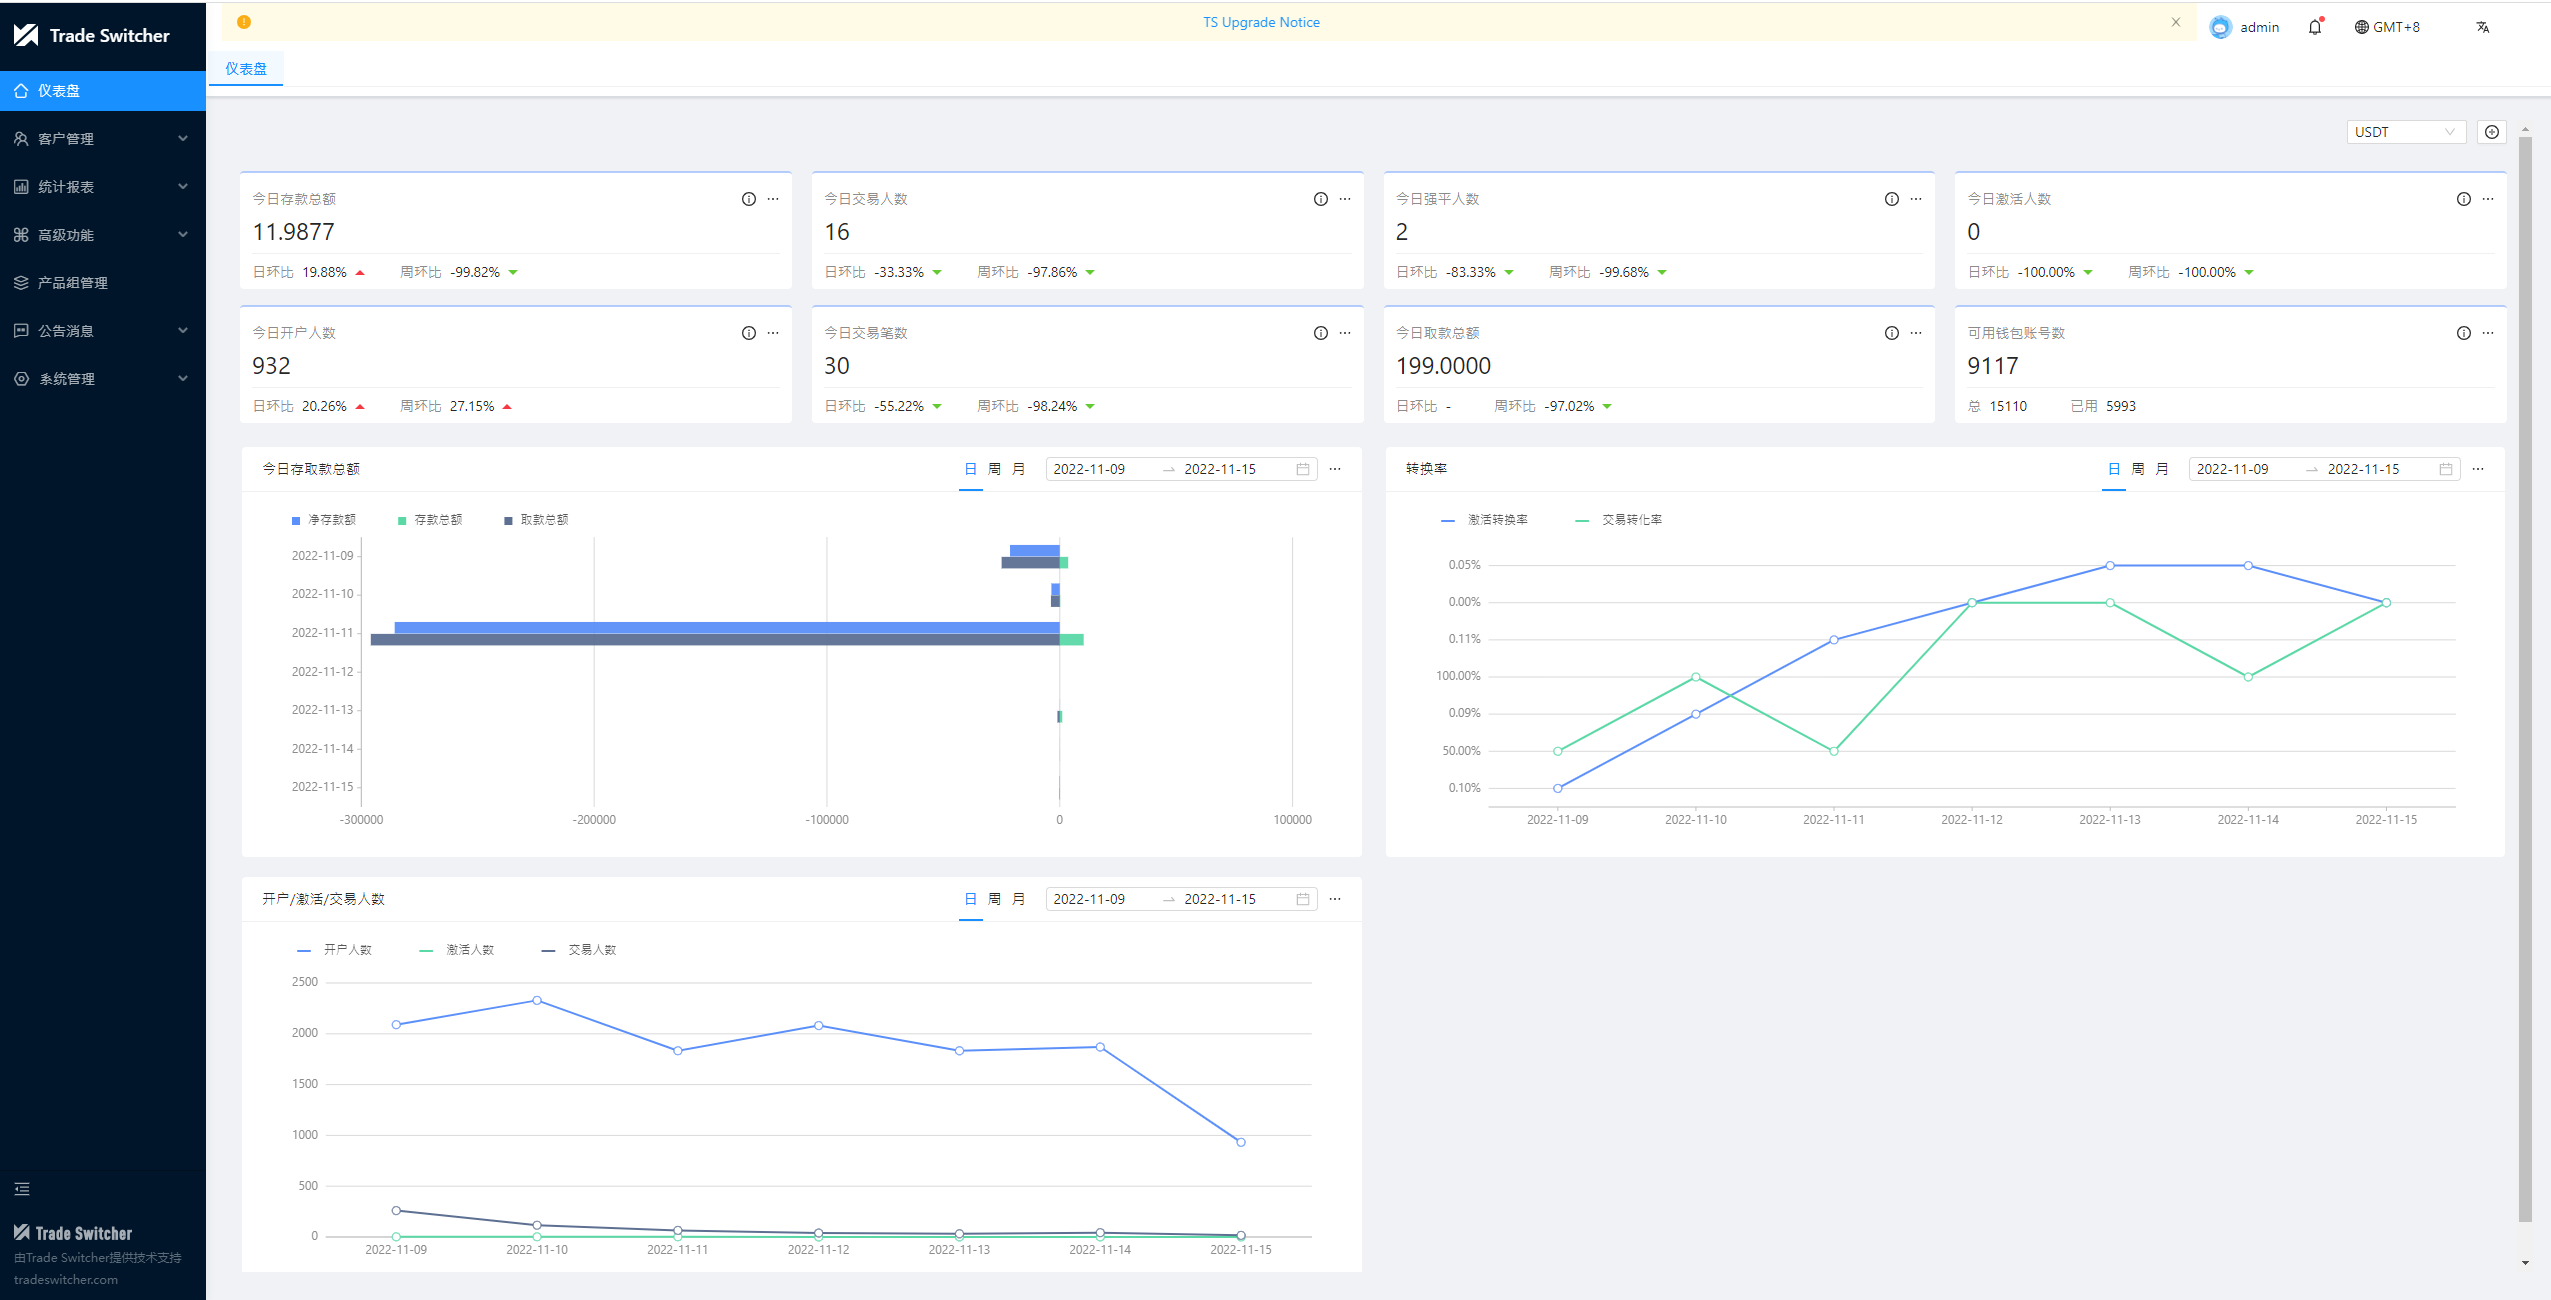 Trade Switcher
TS Upgrade Notice
admin
GMT+8
仪表盘
仪表盘
客户管理
统计报表
高级功能
产品组管理
公告消息
系统管理
USDT
今日存款总额
11.9877
日环比 19.88% 周环比 -99.82%
今日交易人数
16
日环比 -33.33% 周环比 -97.86%
今日强平人数
2
日环比 -83.33% 周环比 -99.68%
今日激活人数
0
日环比 -100.00% 周环比 -100.00%
今日开户人数
932
日环比 20.26% 周环比 27.15%
今日交易笔数
30
日环比 -55.22% 周环比 -98.24%
今日取款总额
199.0000
日环比 - 周环比 -97.02%
可用钱包账号数
9117
总 15110 已用 5993
今日存取款总额 日 周 月 2022-11-09 2022-11-15
净存款额 存款总额 取款总额
2022-11-09
2022-11-10
2022-11-11
2022-11-12
2022-11-13
2022-11-14
2022-11-15
-300000 -200000 -100000 0 100000
转换率 日 周 月 2022-11-09 2022-11-15
激活转换率 交易转化率
0.05%
0.00%
0.11%
100.00%
0.09%
50.00%
0.10%
2022-11-09 2022-11-10 2022-11-11 2022-11-12 2022-11-13 2022-11-14 2022-11-15
开户/激活/交易人数 日 周 月 2022-11-09 2022-11-15
开户人数 激活人数 交易人数
2500
2000
1500
1000
500
0
2022-11-09 2022-11-10 2022-11-11 2022-11-12 2022-11-13 2022-11-14 2022-11-15
Trade Switcher
由Trade Switcher提供技术支持
tradeswitcher.com